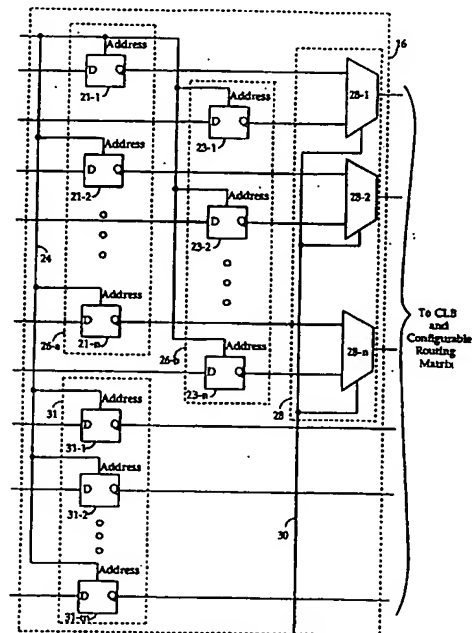 16
Address
D Q
21-1
28-1
Address
D Q
23-1
Address
D Q
21-2
28-2
Address
D Q
23-2
24
To CLB
and
Configurable
Routing
Matrix
Address
D Q
26-a
21-n
28-n
Address
D Q
26-b
23-n
28
31
Address
D Q
31-1
Address
D Q
31-2
30
Address
D Q
31-m